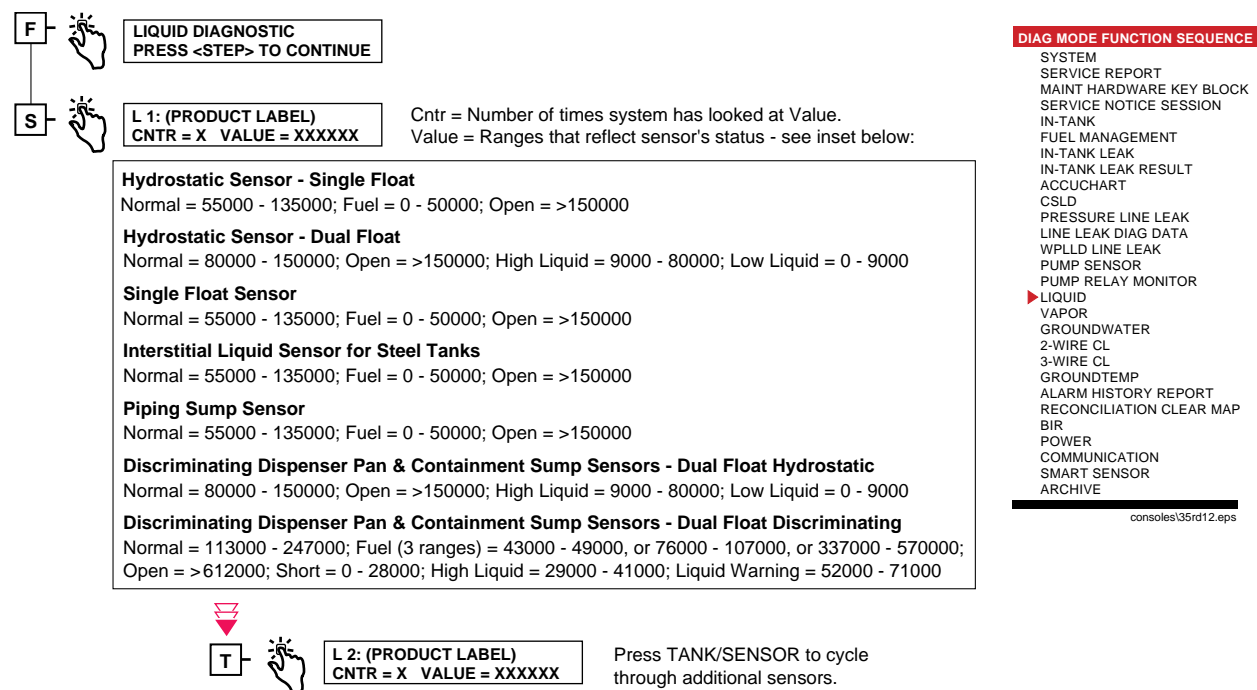 F
LIQUID DIAGNOSTIC
PRESS <STEP> TO CONTINUE
S
L 1: (PRODUCT LABEL)
CNTR = X VALUE = XXXXXX
Cntr = Number of times system has looked at Value.
Value = Ranges that reflect sensor's status - see inset below:
Hydrostatic Sensor - Single Float
Normal = 55000 - 135000; Fuel = 0 - 50000; Open = >150000
Hydrostatic Sensor - Dual Float
Normal = 80000 - 150000; Open = >150000; High Liquid = 9000 - 80000; Low Liquid = 0 - 9000
Single Float Sensor
Normal = 55000 - 135000; Fuel = 0 - 50000; Open = >150000
Interstitial Liquid Sensor for Steel Tanks
Normal = 55000 - 135000; Fuel = 0 - 50000; Open = >150000
Piping Sump Sensor
Normal = 55000 - 135000; Fuel = 0 - 50000; Open = >150000
Discriminating Dispenser Pan & Containment Sump Sensors - Dual Float Hydrostatic
Normal = 80000 - 150000; Open = >150000; High Liquid = 9000 - 80000; Low Liquid = 0 - 9000
Discriminating Dispenser Pan & Containment Sump Sensors - Dual Float Discriminating
Normal = 113000 - 247000; Fuel (3 ranges) = 43000 - 49000, or 76000 - 107000, or 337000 - 570000;
Open = >612000; Short = 0 - 28000; High Liquid = 29000 - 41000; Liquid Warning = 52000 - 71000
T
L 2: (PRODUCT LABEL)
CNTR = X VALUE = XXXXXX
Press TANK/SENSOR to cycle
through additional sensors.
DIAG MODE FUNCTION SEQUENCE
SYSTEM
SERVICE REPORT
MAINT HARDWARE KEY BLOCK
SERVICE NOTICE SESSION
IN-TANK
FUEL MANAGEMENT
IN-TANK LEAK
IN-TANK LEAK RESULT
ACCUCHART
CSLD
PRESSURE LINE LEAK
LINE LEAK DIAG DATA
WPLLD LINE LEAK
PUMP SENSOR
PUMP RELAY MONITOR
LIQUID
VAPOR
GROUNDWATER
2-WIRE CL
3-WIRE CL
GROUNDTEMP
ALARM HISTORY REPORT
RECONCILIATION CLEAR MAP
BIR
POWER
COMMUNICATION
SMART SENSOR
ARCHIVE
consoles\35rd12.eps